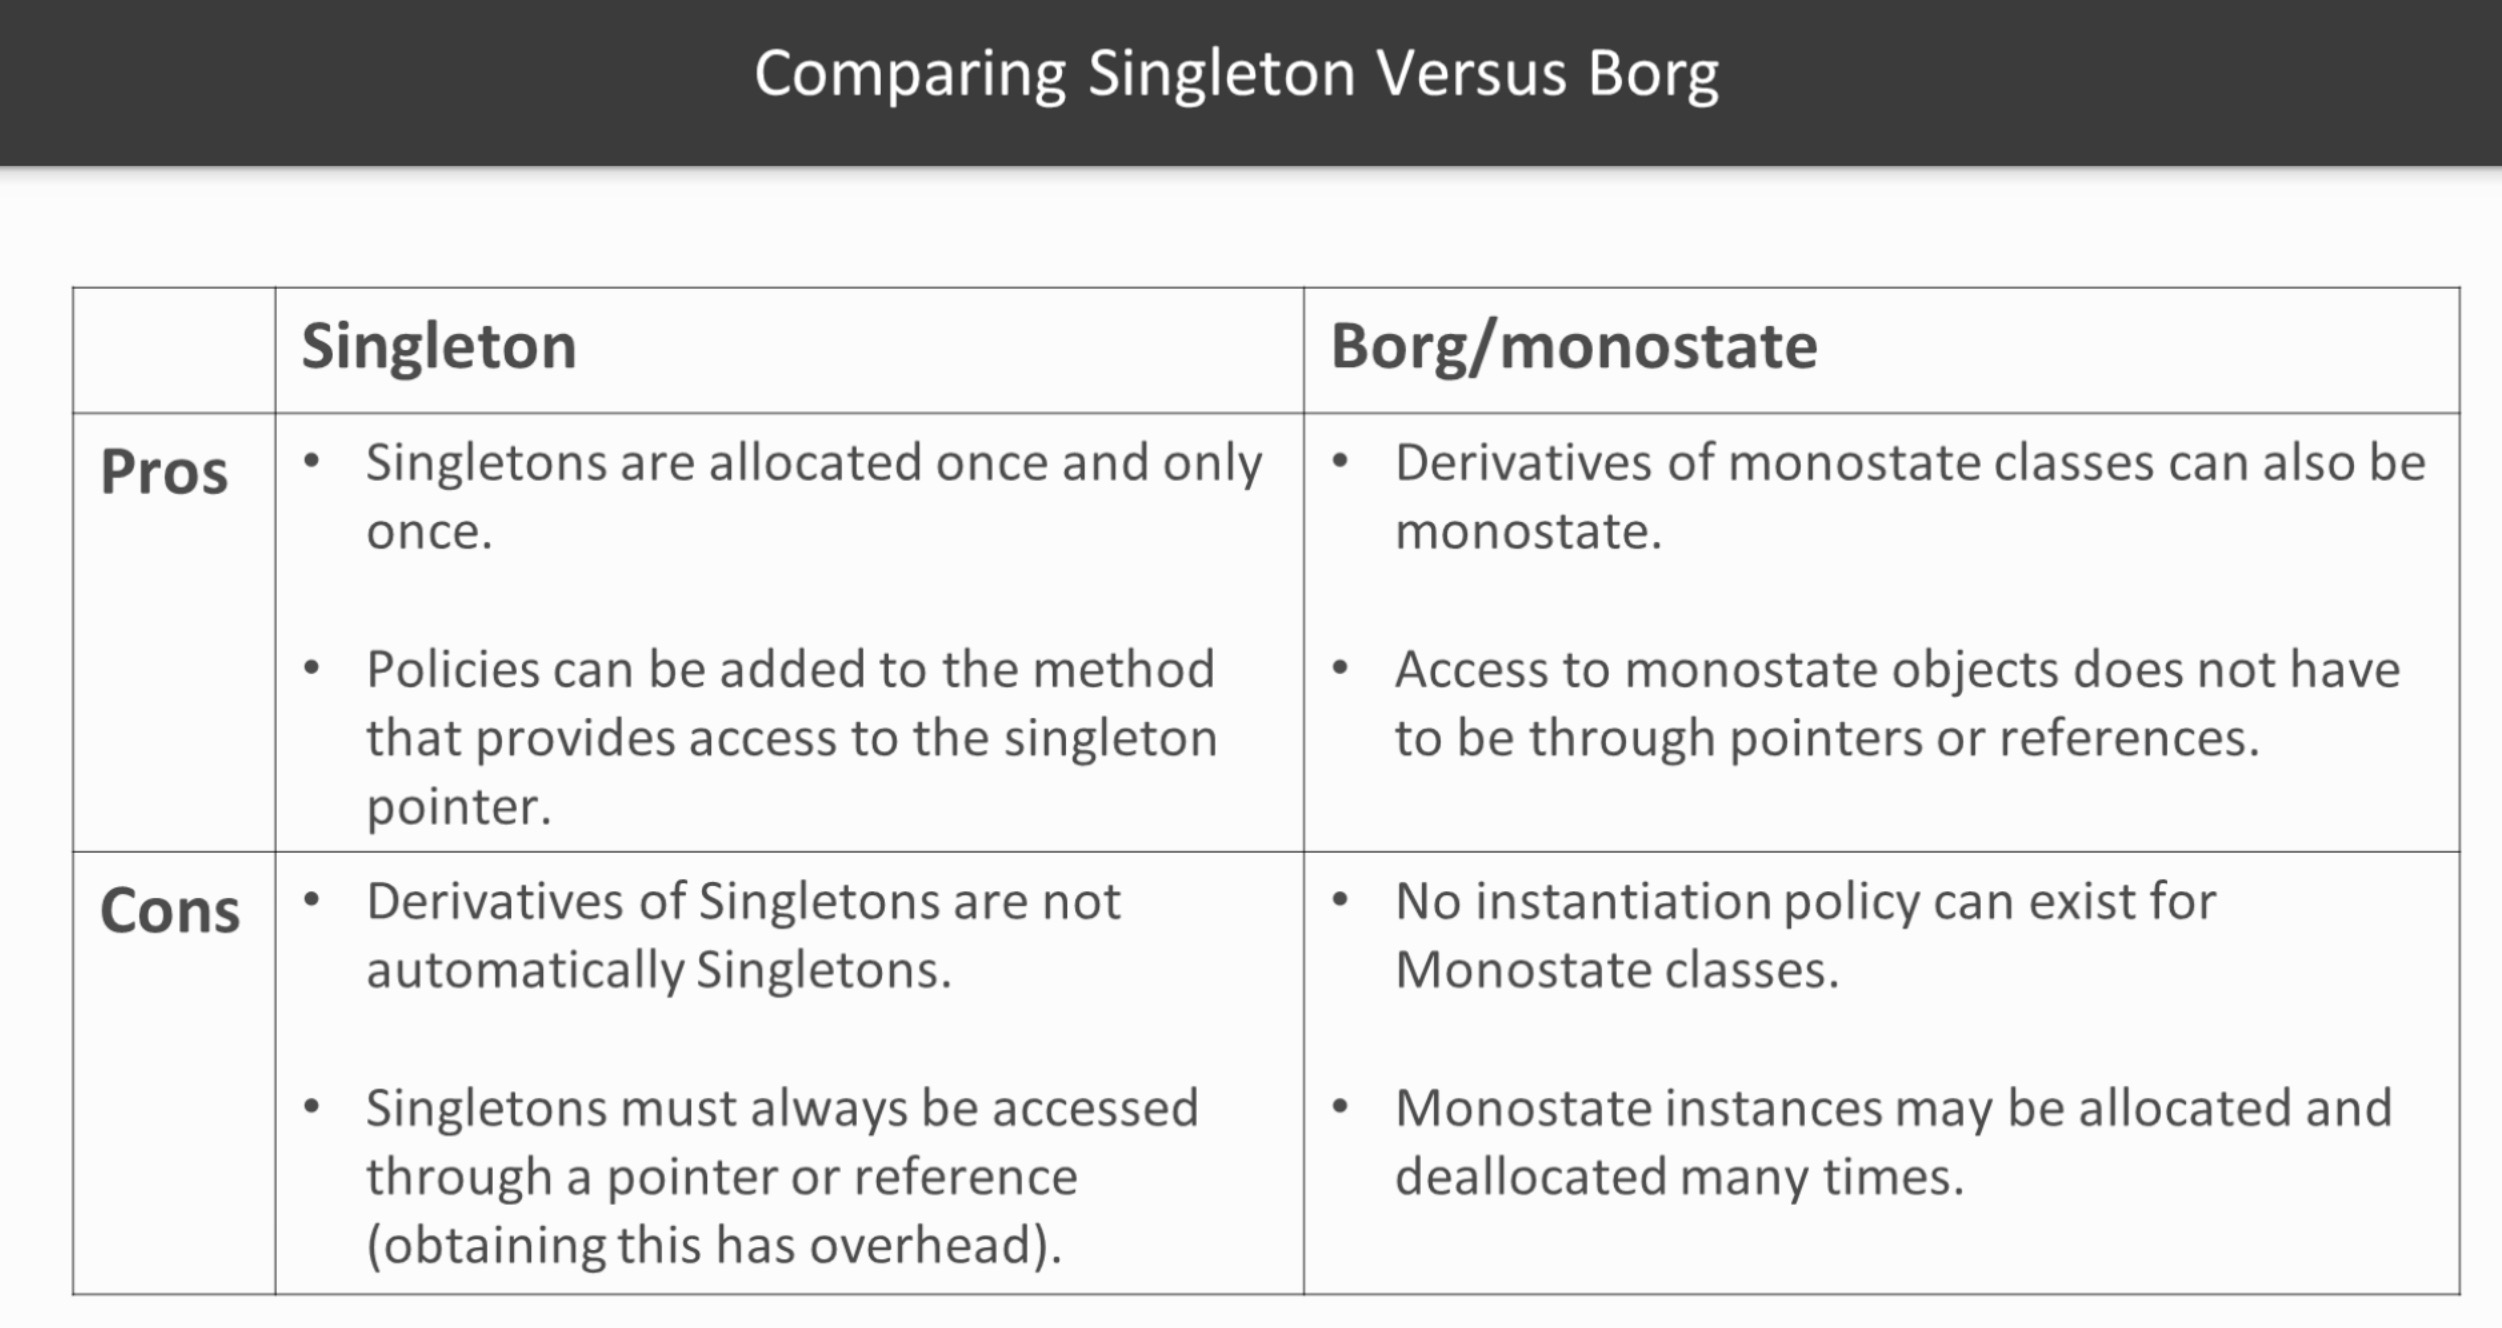 Comparing Singleton Versus Borg
Singleton
Borg/monostate
Pros
• Singletons are allocated once and only
once.
• Policies can be added to the method
that provides access to the singleton
pointer.
• Derivatives of monostate classes can also be
monostate.
• Access to monostate objects does not have
to be through pointers or references.
Cons
• Derivatives of Singletons are not
automatically Singletons.
• Singletons must always be accessed
through a pointer or reference
(obtaining this has overhead).
• No instantiation policy can exist for
Monostate classes.
• Monostate instances may be allocated and
deallocated many times.